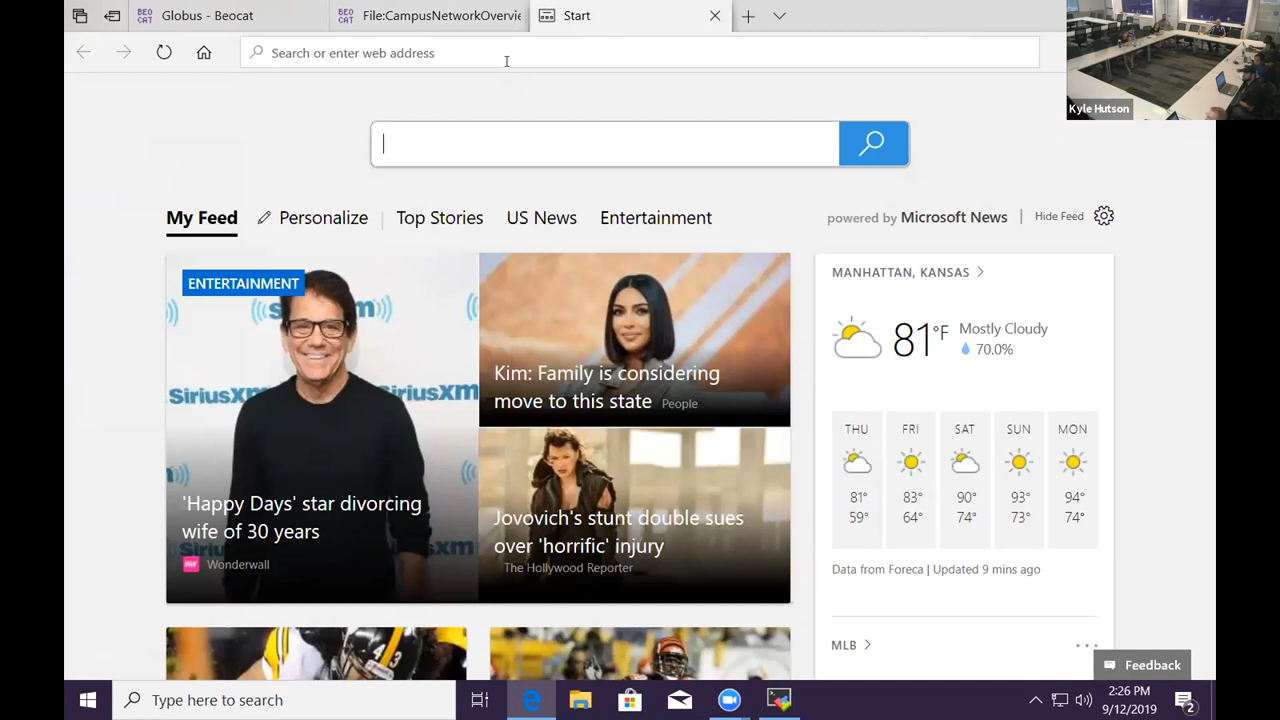 Globus - Beocat
File:CampusNetworkOvervie
Start
Search or enter web address
Kyle Hutson
My Feed
Personalize
Top Stories
US News
Entertainment
powered by Microsoft News
Hide Feed
ENTERTAINMENT
SiriusXM
SiriusXM
'Happy Days' star divorcing
wife of 30 years
Wonderwall
Kim: Family is considering
move to this state People
Jovovich's stunt double sues
over 'horrific' injury
The Hollywood Reporter
MANHATTAN, KANSAS
81°F
Mostly Cloudy
70.0%
THU FRI SAT SUN MON
81° 83° 90° 93° 94°
59° 64° 74° 73° 74°
Data from Foreca | Updated 9 mins ago
MLB
Feedback
Type here to search
2:26 PM
9/12/2019
2